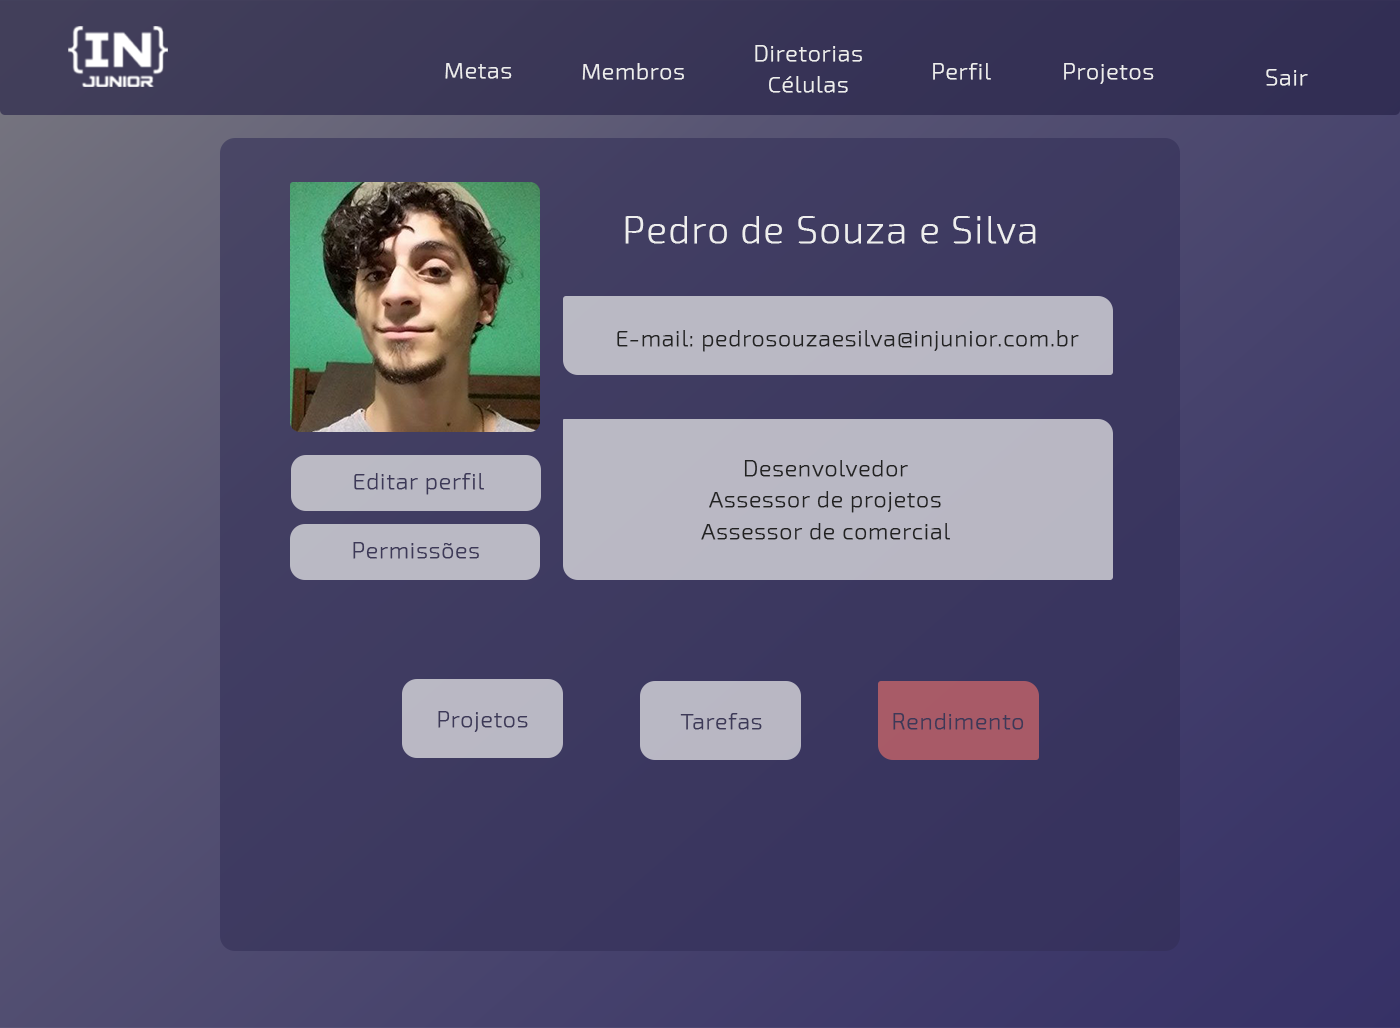 {IN}
JUNIOR
Metas
Membros
Diretorias
Células
Perfil
Projetos
Sair
Pedro de Souza e Silva
E-mail: pedrosouzaesilva@injunior.com.br
Desenvolvedor
Assessor de projetos
Assessor de comercial
Editar perfil
Permissões
Projetos
Tarefas
Rendimento